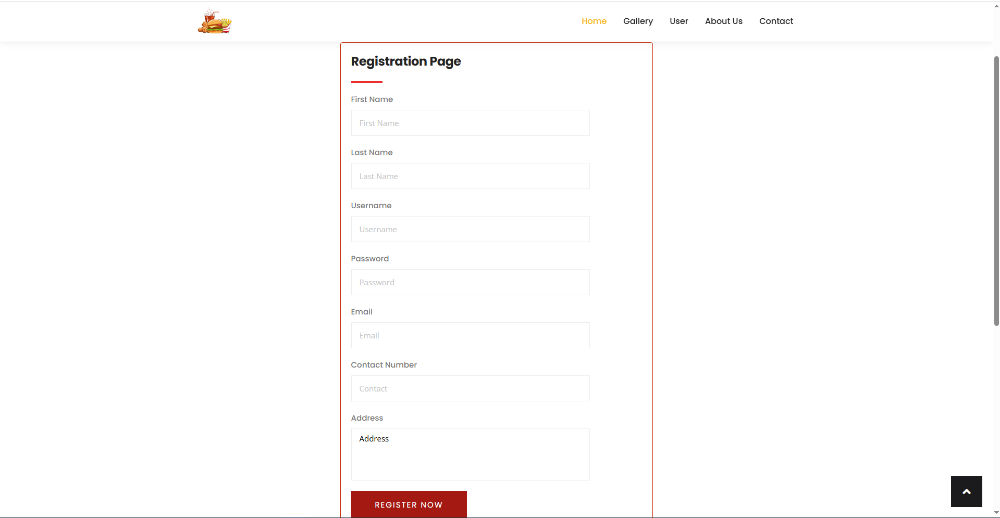 Home Gallery User About Us Contact
Registration Page
First Name
First Name
Last Name
Last Name
Username
Username
Password
Password
Email
Email
Contact Number
Contact
Address
Address
REGISTER NOW